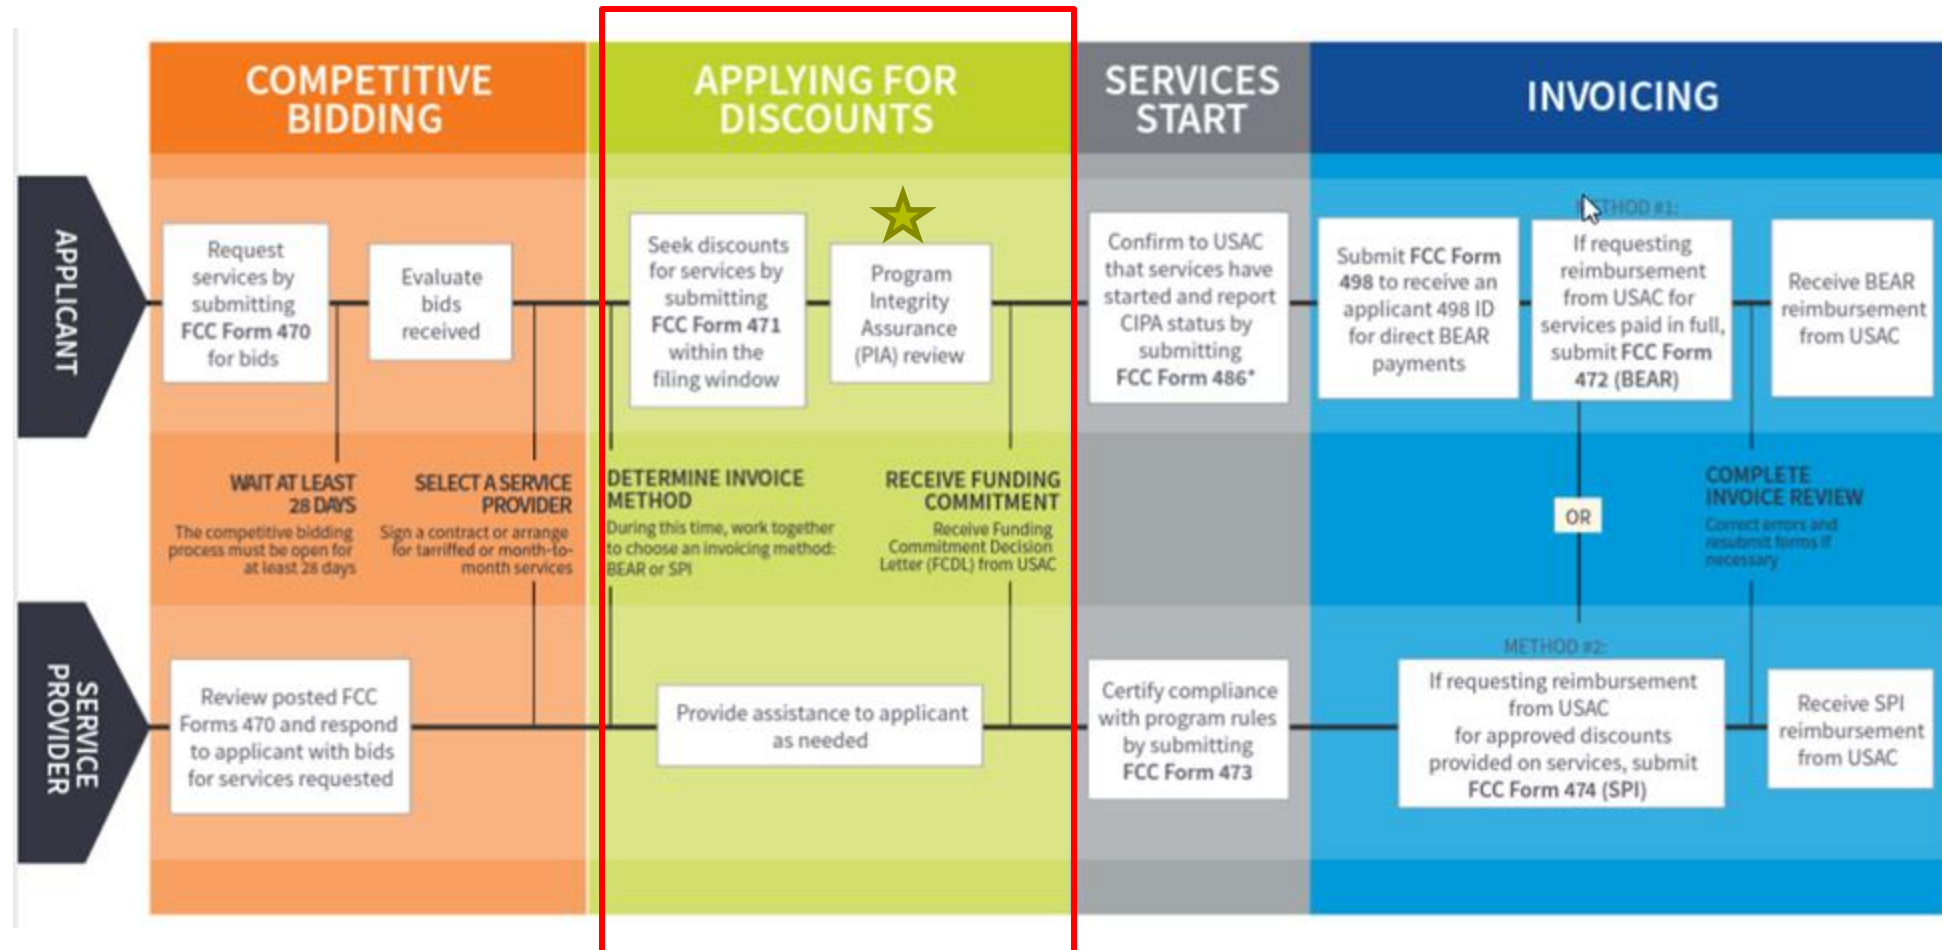 COMPETITIVE
BIDDING
APPLYING FOR
DISCOUNTS
SERVICES
START
INVOICING
APPLICANT
Request
services by
submitting
FCC Form 470
for bids
Evaluate
bids
received
Seek discounts
for services by
submitting
FCC Form 471
within the
filing window
Program
Integrity
Assurance
(PIA) review
Confirm to USAC
that services have
started and report
CIPA status by
submitting
FCC Form 486*
Submit FCC Form
498 to receive an
applicant 498 ID
for direct BEAR
payments
THOD #1:
If requesting
reimbursement
from USAC for
services paid in full,
submit FCC Form
472 (BEAR)
Receive BEAR
reimbursement
from USAC
WAIT AT LEAST
28 DAYS
The competitive bidding
process must be open for
at least 28 days
SELECT A SERVICE
PROVIDER
Sign a contract or arrange
for tarriffed or month-to-
month services
DETERMINE INVOICE
METHOD
During this time, work together
to choose an invoicing method:
BEAR or SPI
RECEIVE FUNDING
COMMITMENT
Receive Funding
Commitment Decision
Letter (FCDL) from USAC
OR
COMPLETE
INVOICE REVIEW
Correct errors and
resubmit forms if
necessary
SERVICE
PROVIDER
Review posted FCC
Forms 470 and respond
to applicant with bids
for services requested
Provide assistance to applicant
as needed
Certify compliance
with program rules
by submitting
FCC Form 473
METHOD #2:
If requesting reimbursement
from USAC
for approved discounts
provided on services, submit
FCC Form 474 (SPI)
Receive SPI
reimbursement
from USAC